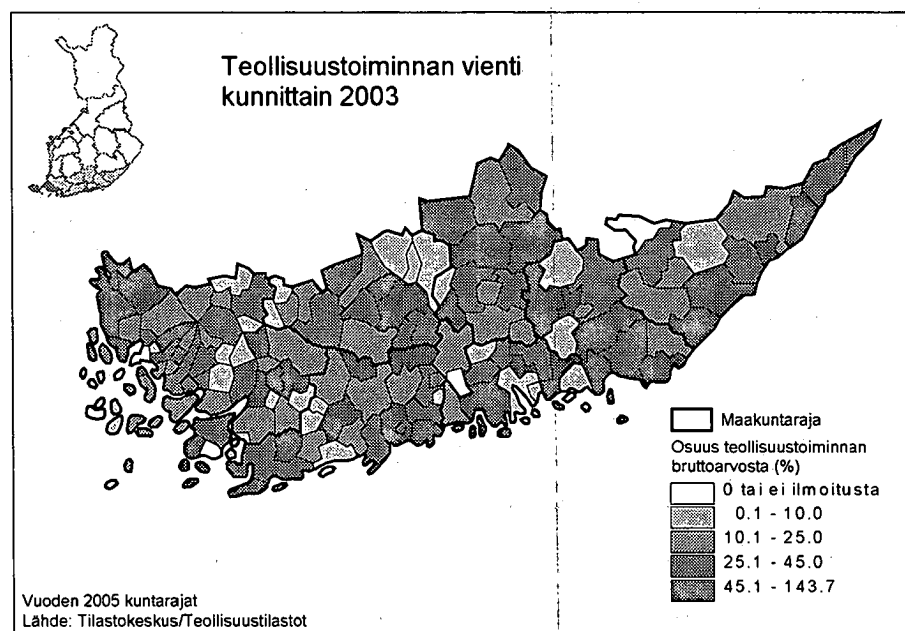 Teollisuustoiminnan vienti
kunnittain 2003
Maakuntaraja
Osuus teollisuustoiminnan
bruttoarvosta (%)
0 tai ei ilmoitusta
0.1 - 10.0
10.1 - 25.0
25.1 - 45.0
45.1 - 143.7
Vuoden 2005 kuntarajat
Lähde: Tilastokeskus/Teollisuustilastot